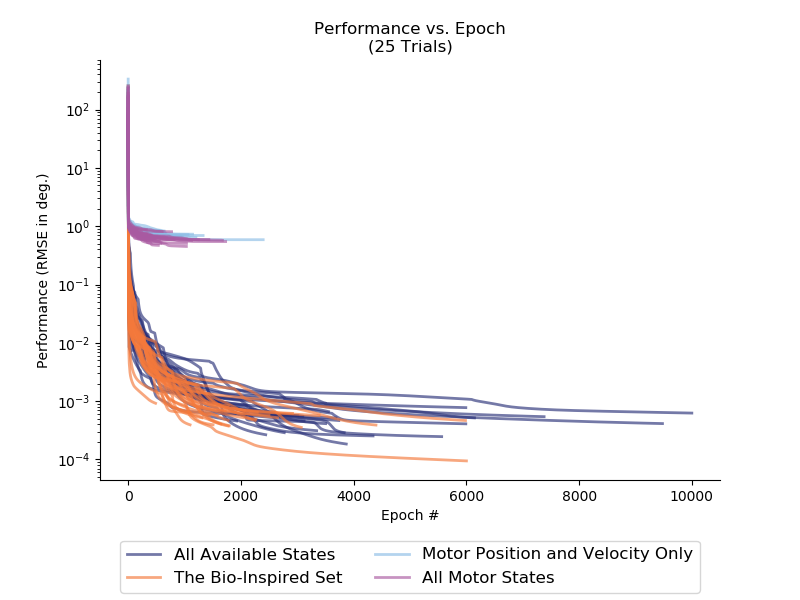 Performance vs. Epoch
(25 Trials)
Performance (RMSE in deg.)
10²
10¹
10⁰
10⁻¹
10⁻²
10⁻³
10⁻⁴
0 2000 4000 6000 8000 10000
Epoch #
All Available States Motor Position and Velocity Only
The Bio-Inspired Set All Motor States